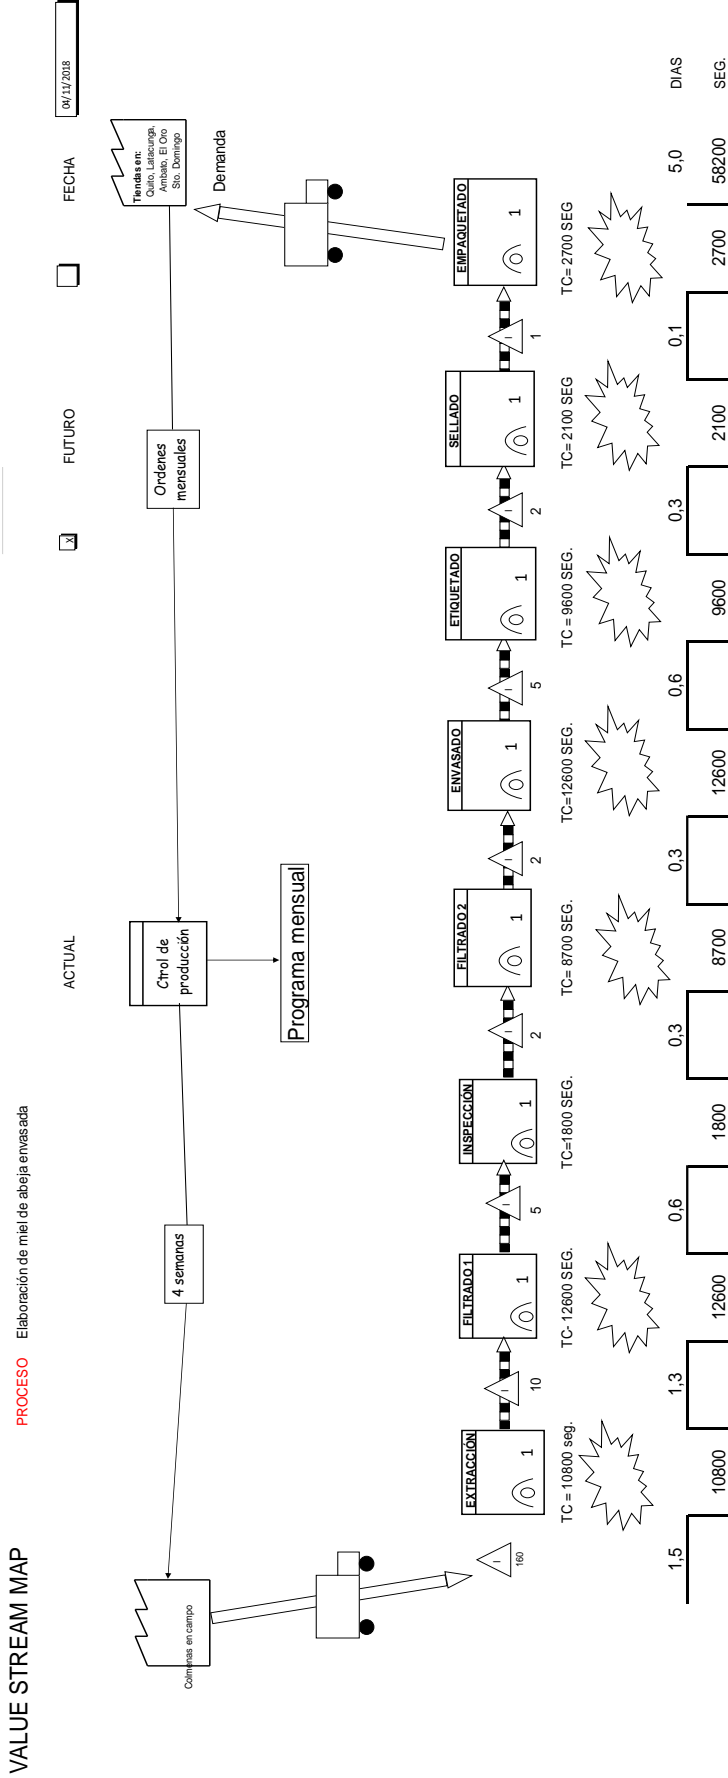 VALUE STREAM MAP
PROCESO Elaboración de miel de abeja envasada
ACTUAL
X
FUTURO
FECHA
04/11/2018
Colmenas en campo
4 semanas
Ctrol de
producción
Ordenes
mensuales
Tiendas en:
Quito, Latacunga,
Ambato, El Oro
Sto. Domingo
Programa mensual
Demanda
I
160
EXTRACCIÓN
1
TC = 10800 seg.
I
10
FILTRADO 1
1
TC- 12600 SEG.
I
5
INSPECCIÓN
1
TC=1800 SEG.
I
2
FILTRADO 2
1
TC= 8700 SEG.
I
2
ENVASADO
1
TC=12600 SEG.
I
5
ETIQUETADO
1
TC = 9600 SEG.
I
2
SELLADO
1
TC= 2100 SEG
I
1
EMPAQUETADO
1
TC= 2700 SEG
1,5 1,3 0,6 0,3 0,3 0,6 0,3 0,1 5,0 DIAS
10800 12600 1800 8700 12600 9600 2100 2700 58200 SEG.